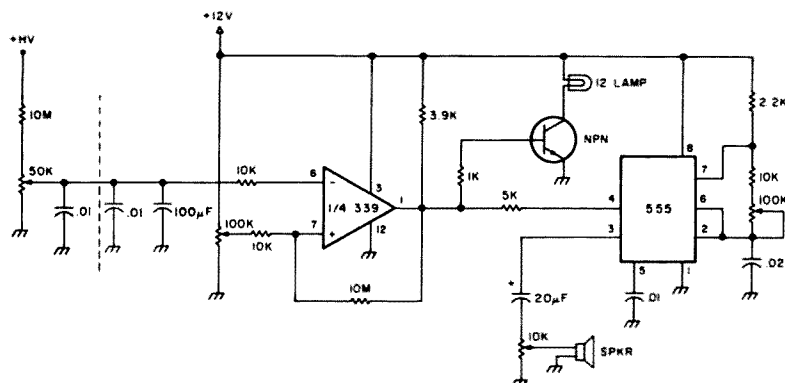 +12V
+HV
12 LAMP
10M
3.9K
2.2K
NPN
50K
10K
6
-
3
1K
8
7
10K
1/4 339
1
5K
4
555
6
100K
.01
.01
100µF
100K
10K
7
+
12
3
2
5
1
.02
10M
+
20µF
.01
10K
SPKR